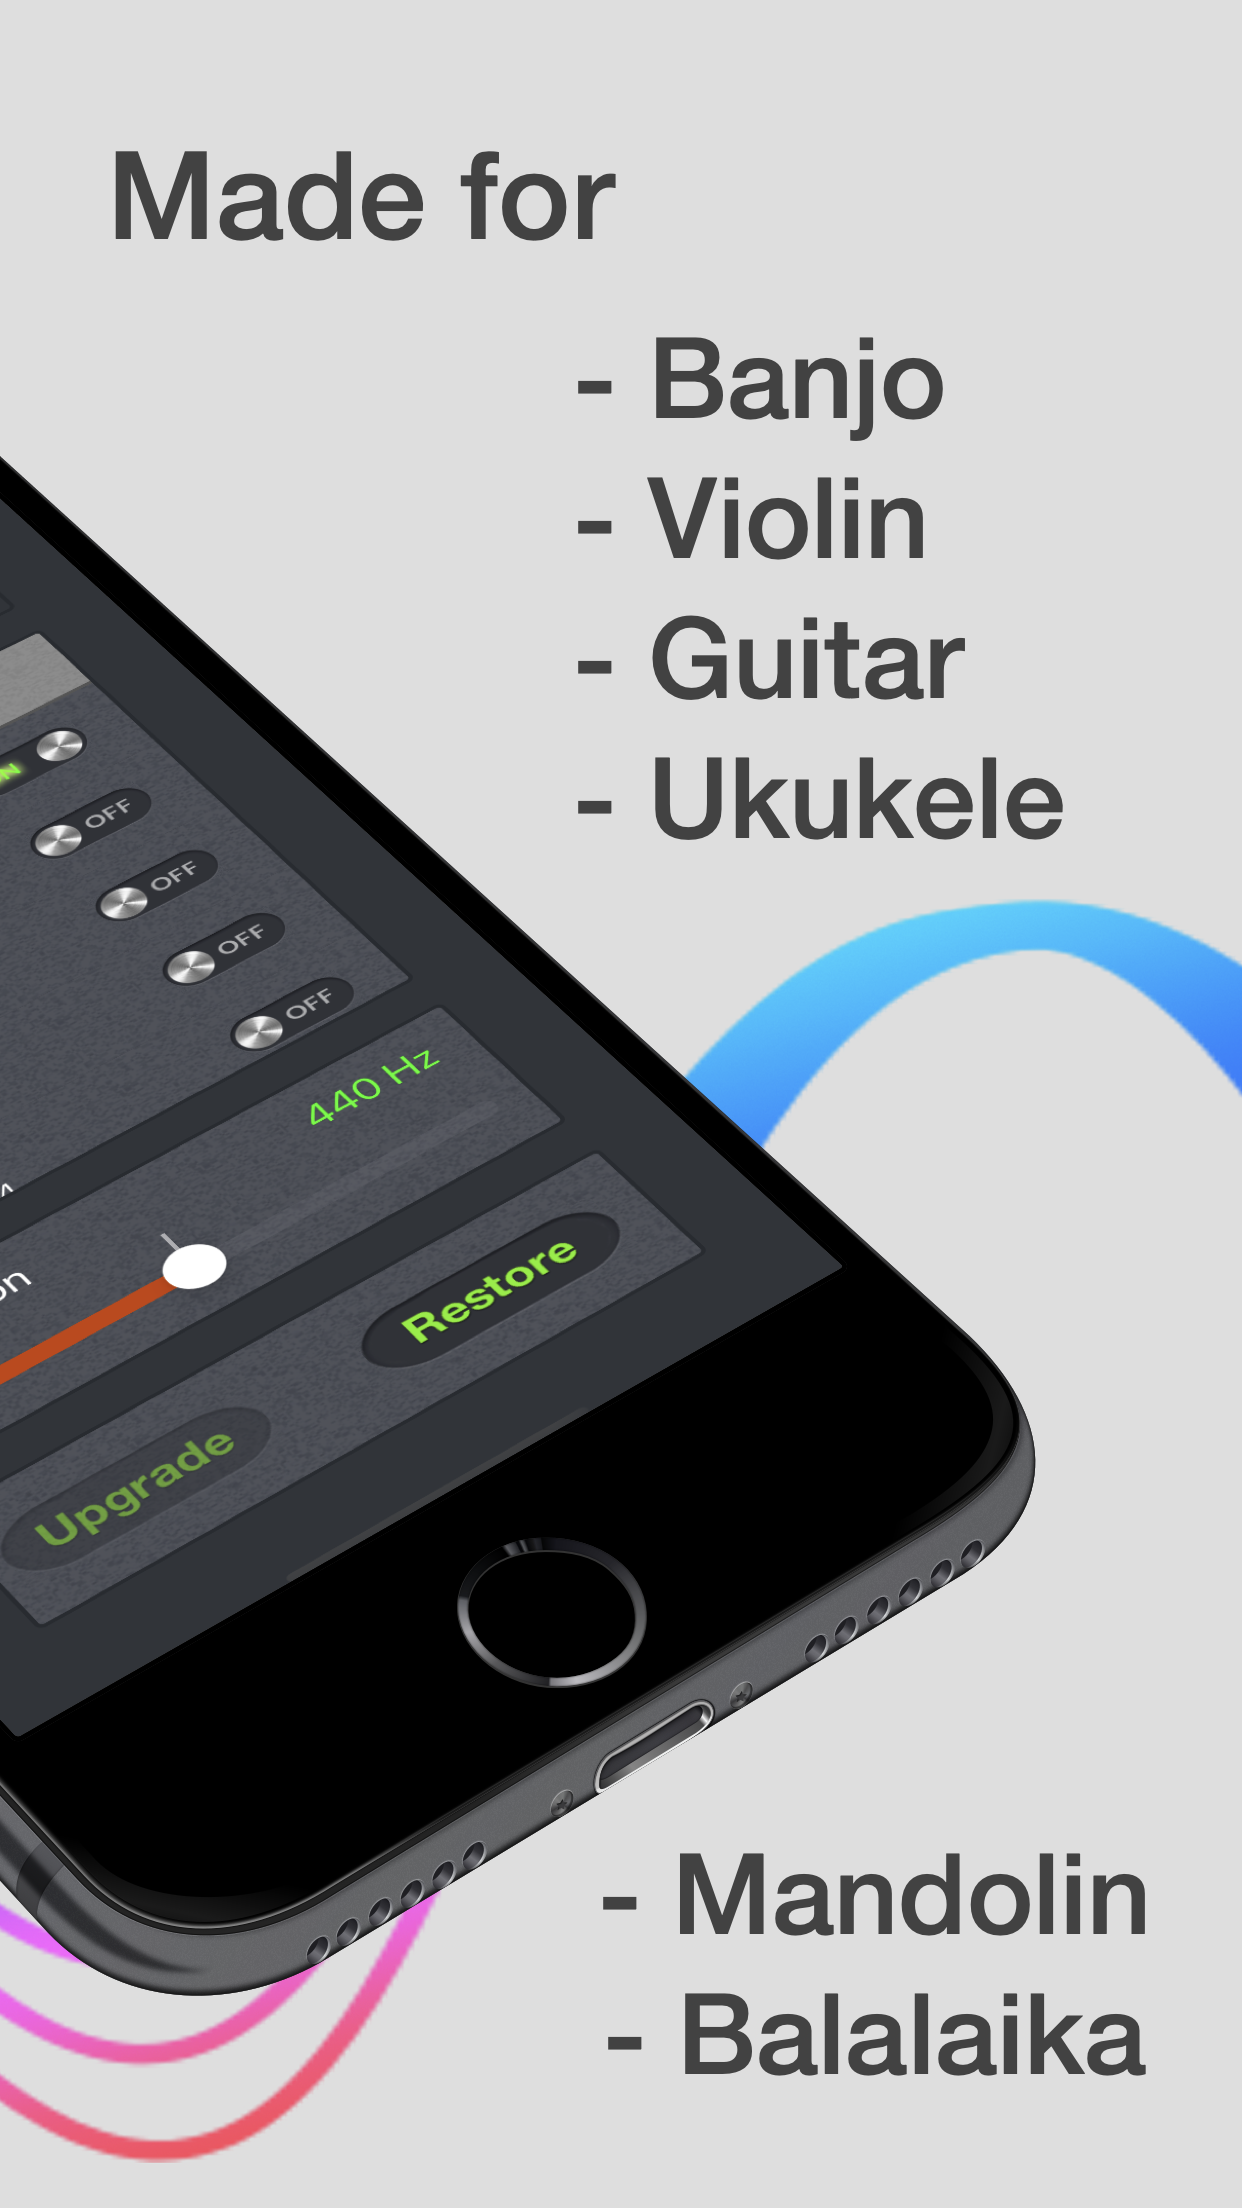 Made for
- Banjo
- Violin
- Guitar
- Ukukele
OFF
OFF
OFF
OFF
440 Hz
Restore
Upgrade
- Mandolin
- Balalaika